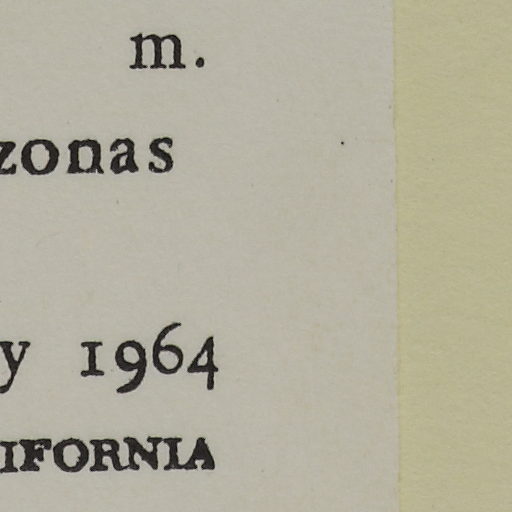 m.
zonas
y 1964
IFORNIA